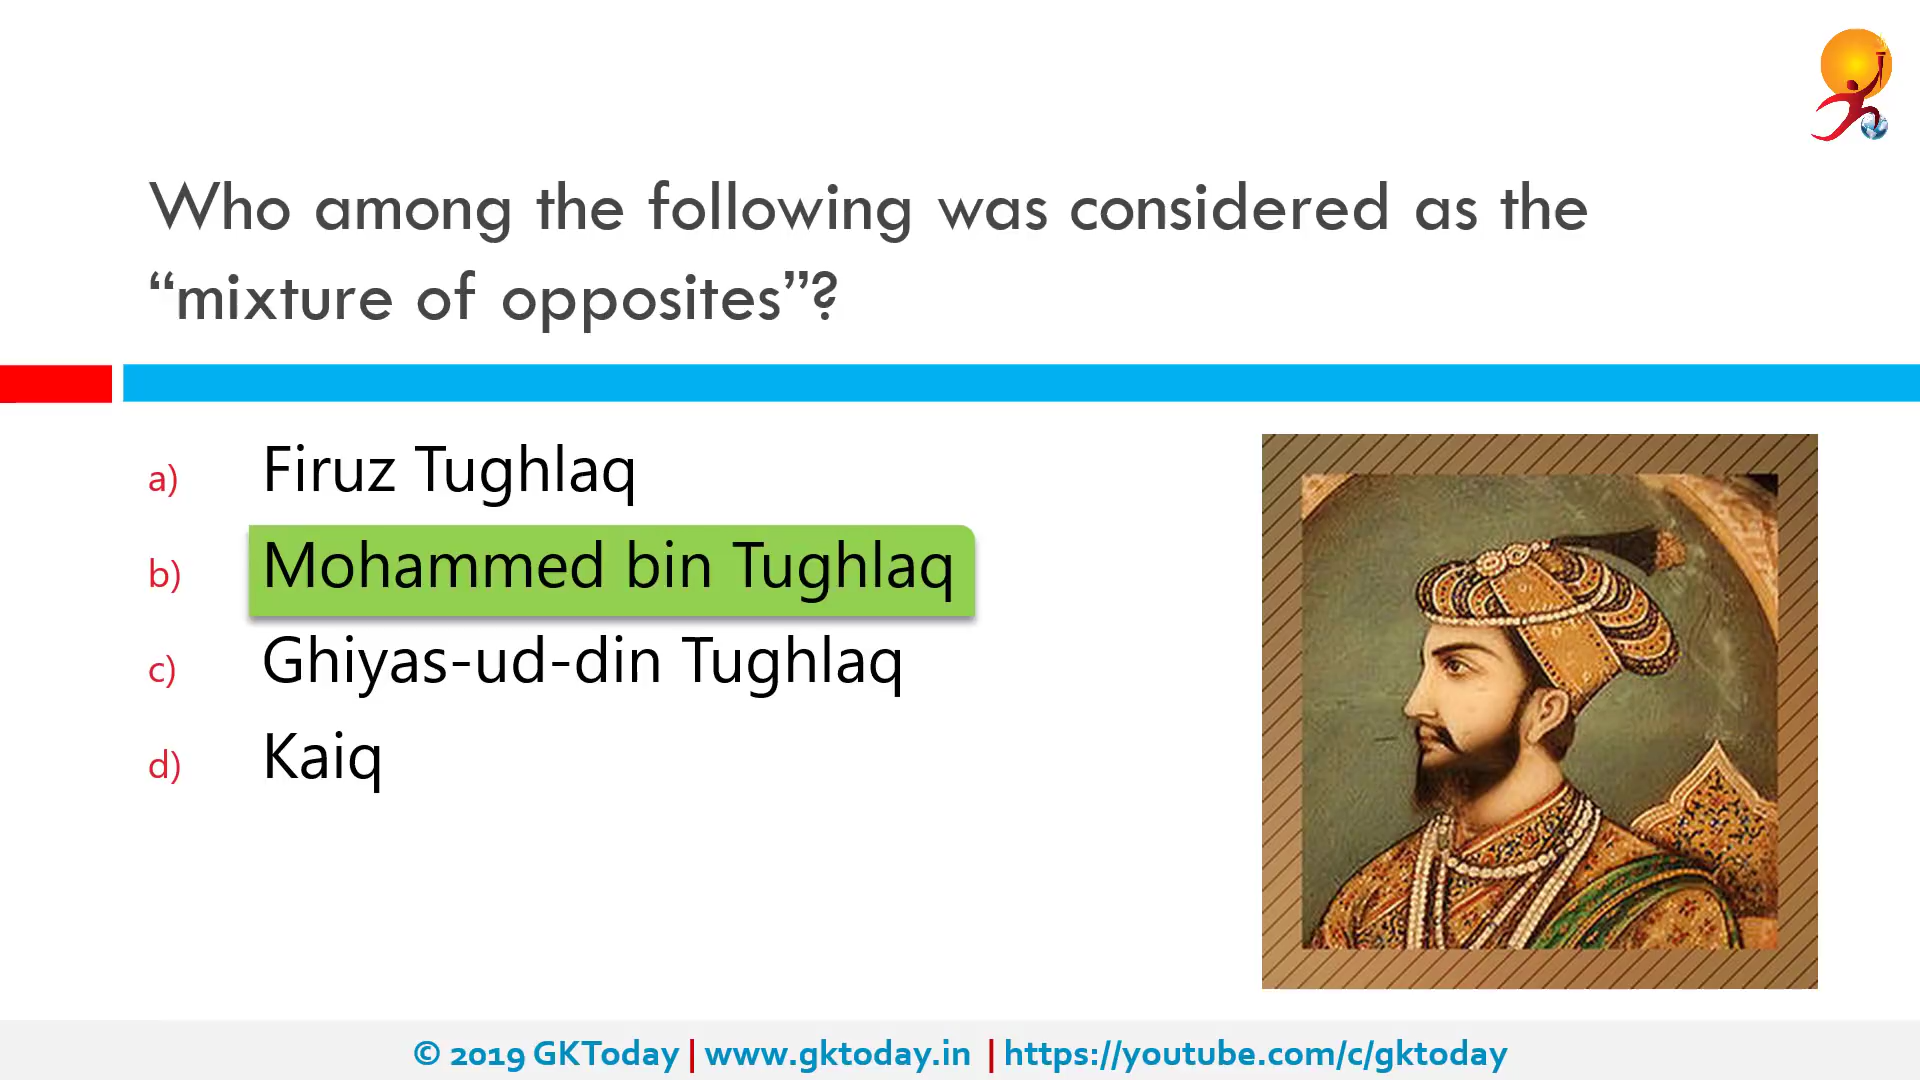 Who among the following was considered as the
“mixture of opposites”?
a) Firuz Tughlaq
b) Mohammed bin Tughlaq
c) Ghiyas-ud-din Tughlaq
d) Kaiq
© 2019 GKToday | www.gktoday.in | https://youtube.com/c/gktoday